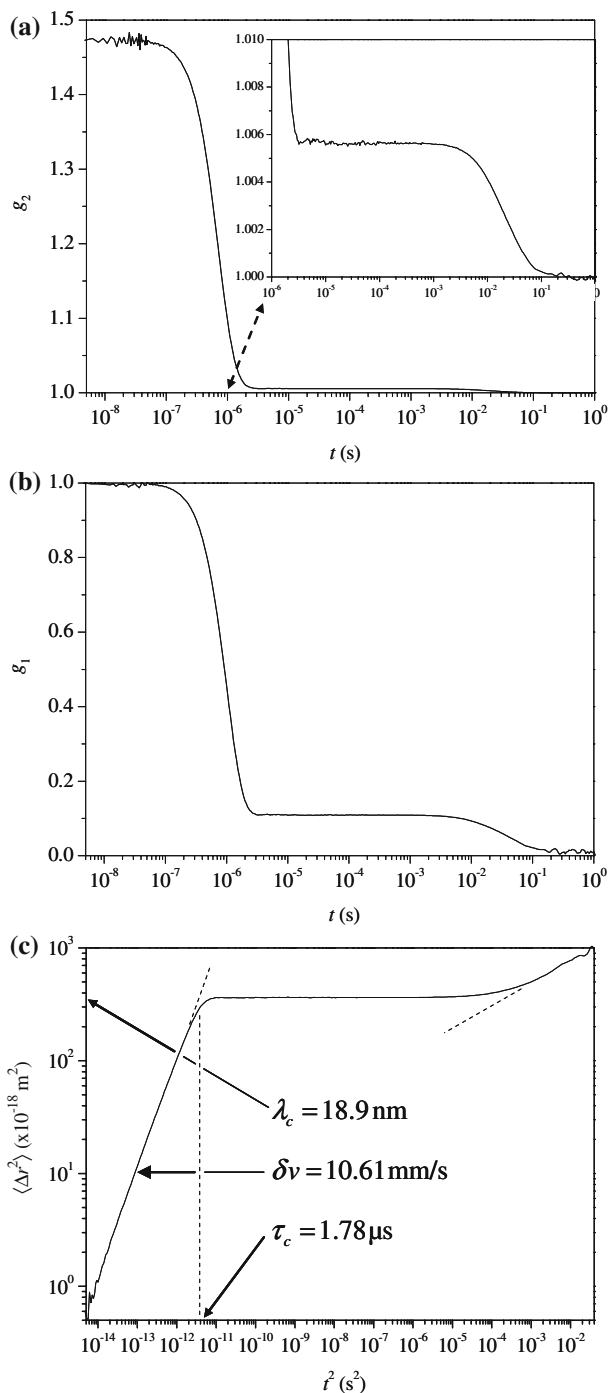 (a)
1.5
1.4
1.3
1.2
1.1
1.0
g₂
1.010
1.008
1.006
1.004
1.002
1.000
10⁻⁶ 10⁻⁵ 10⁻⁴ 10⁻³ 10⁻² 10⁻¹ 0
10⁻⁸ 10⁻⁷ 10⁻⁶ 10⁻⁵ 10⁻⁴ 10⁻³ 10⁻² 10⁻¹ 10⁰
t (s)
(b)
1.0
0.8
0.6
0.4
0.2
0.0
g₁
10⁻⁸ 10⁻⁷ 10⁻⁶ 10⁻⁵ 10⁻⁴ 10⁻³ 10⁻² 10⁻¹ 10⁰
t (s)
(c)
10³
10²
10¹
10⁰
⟨Δr²⟩ (x10⁻¹⁸ m²)
λc = 18.9 nm
δv = 10.61 mm/s
τc = 1.78 µs
10⁻¹⁴ 10⁻¹³ 10⁻¹² 10⁻¹¹ 10⁻¹⁰ 10⁻⁹ 10⁻⁸ 10⁻⁷ 10⁻⁶ 10⁻⁵ 10⁻⁴ 10⁻³ 10⁻²
t² (s²)